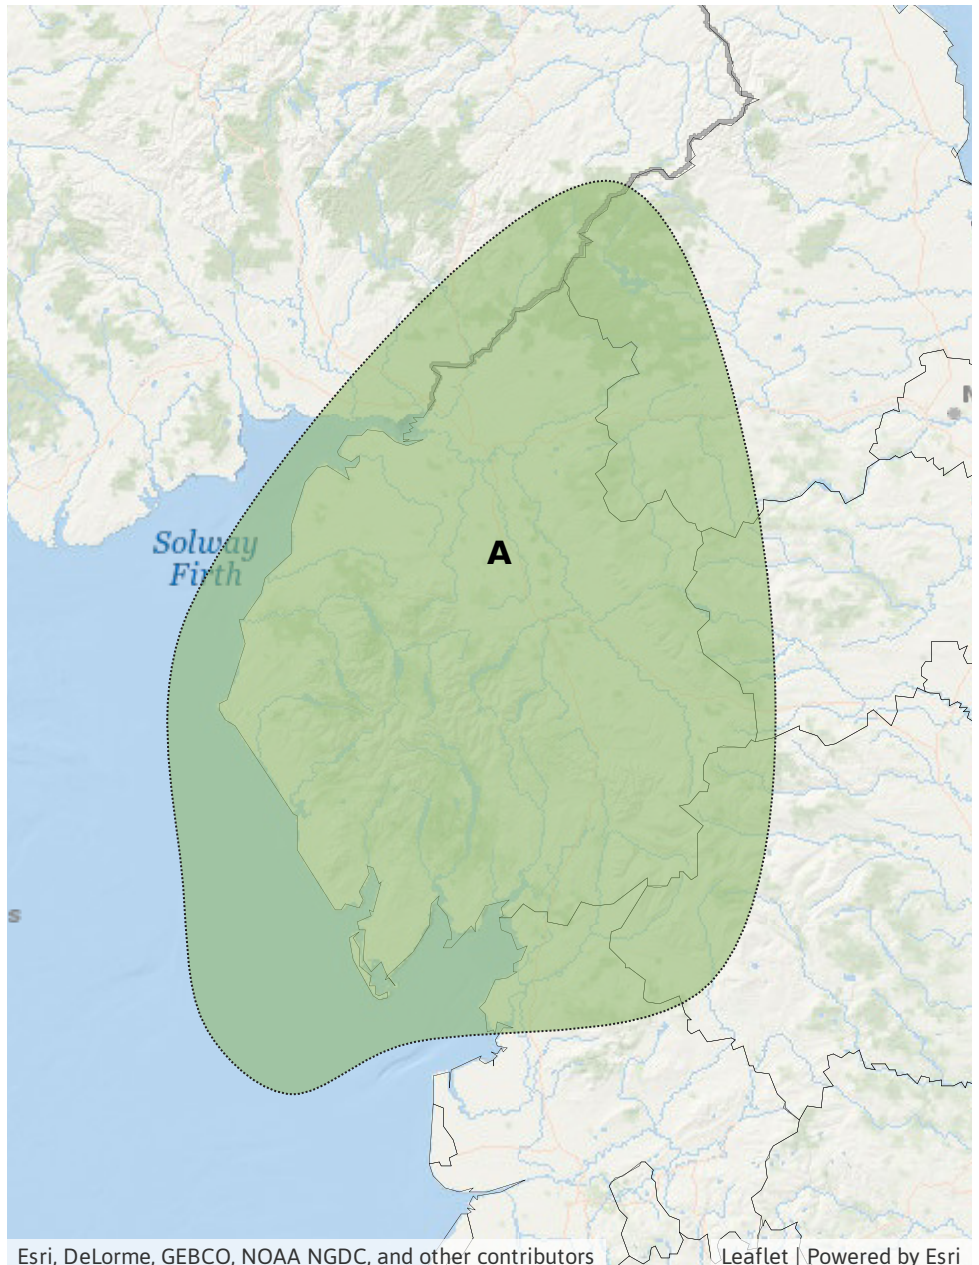 N
Solway
Firth
A
s
Esri, DeLorme, GEBCO, NOAA NGDC, and other contributors
Leaflet | Powered by Esri